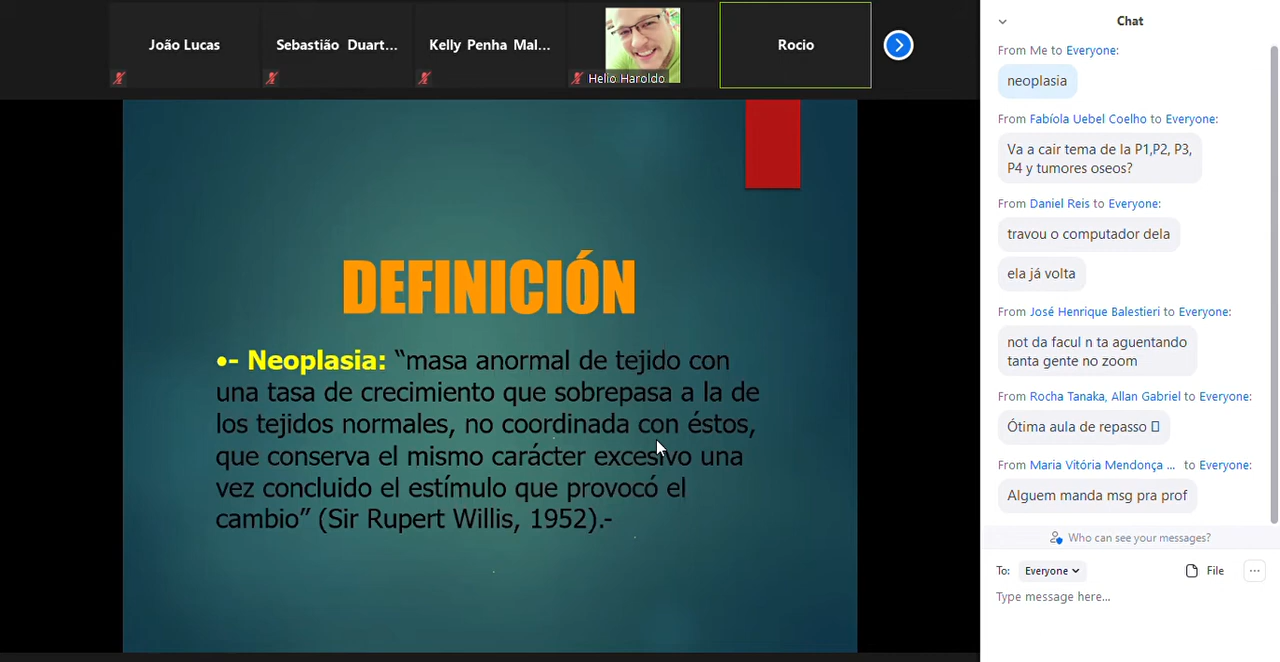 João Lucas
Sebastião Duart...
Kelly Penha Mal...
Helio Haroldo
Rocio
DEFINICIÓN
•- Neoplasia: “masa anormal de tejido con
una tasa de crecimiento que sobrepasa a la de
los tejidos normales, no coordinada con éstos,
que conserva el mismo carácter excesivo una
vez concluido el estímulo que provocó el
cambio” (Sir Rupert Willis, 1952).-
Chat
From Me to Everyone:
neoplasia
From Fabíola Uebel Coelho to Everyone:
Va a cair tema de la P1,P2, P3,
P4 y tumores oseos?
From Daniel Reis to Everyone:
travou o computador dela
ela já volta
From José Henrique Balestieri to Everyone:
not da facul n ta aguentando
tanta gente no zoom
From Rocha Tanaka, Allan Gabriel to Everyone:
Ótima aula de repasso
From Maria Vitória Mendonça ... to Everyone:
Alguem manda msg pra prof
Who can see your messages?
To: Everyone File ...
Type message here...